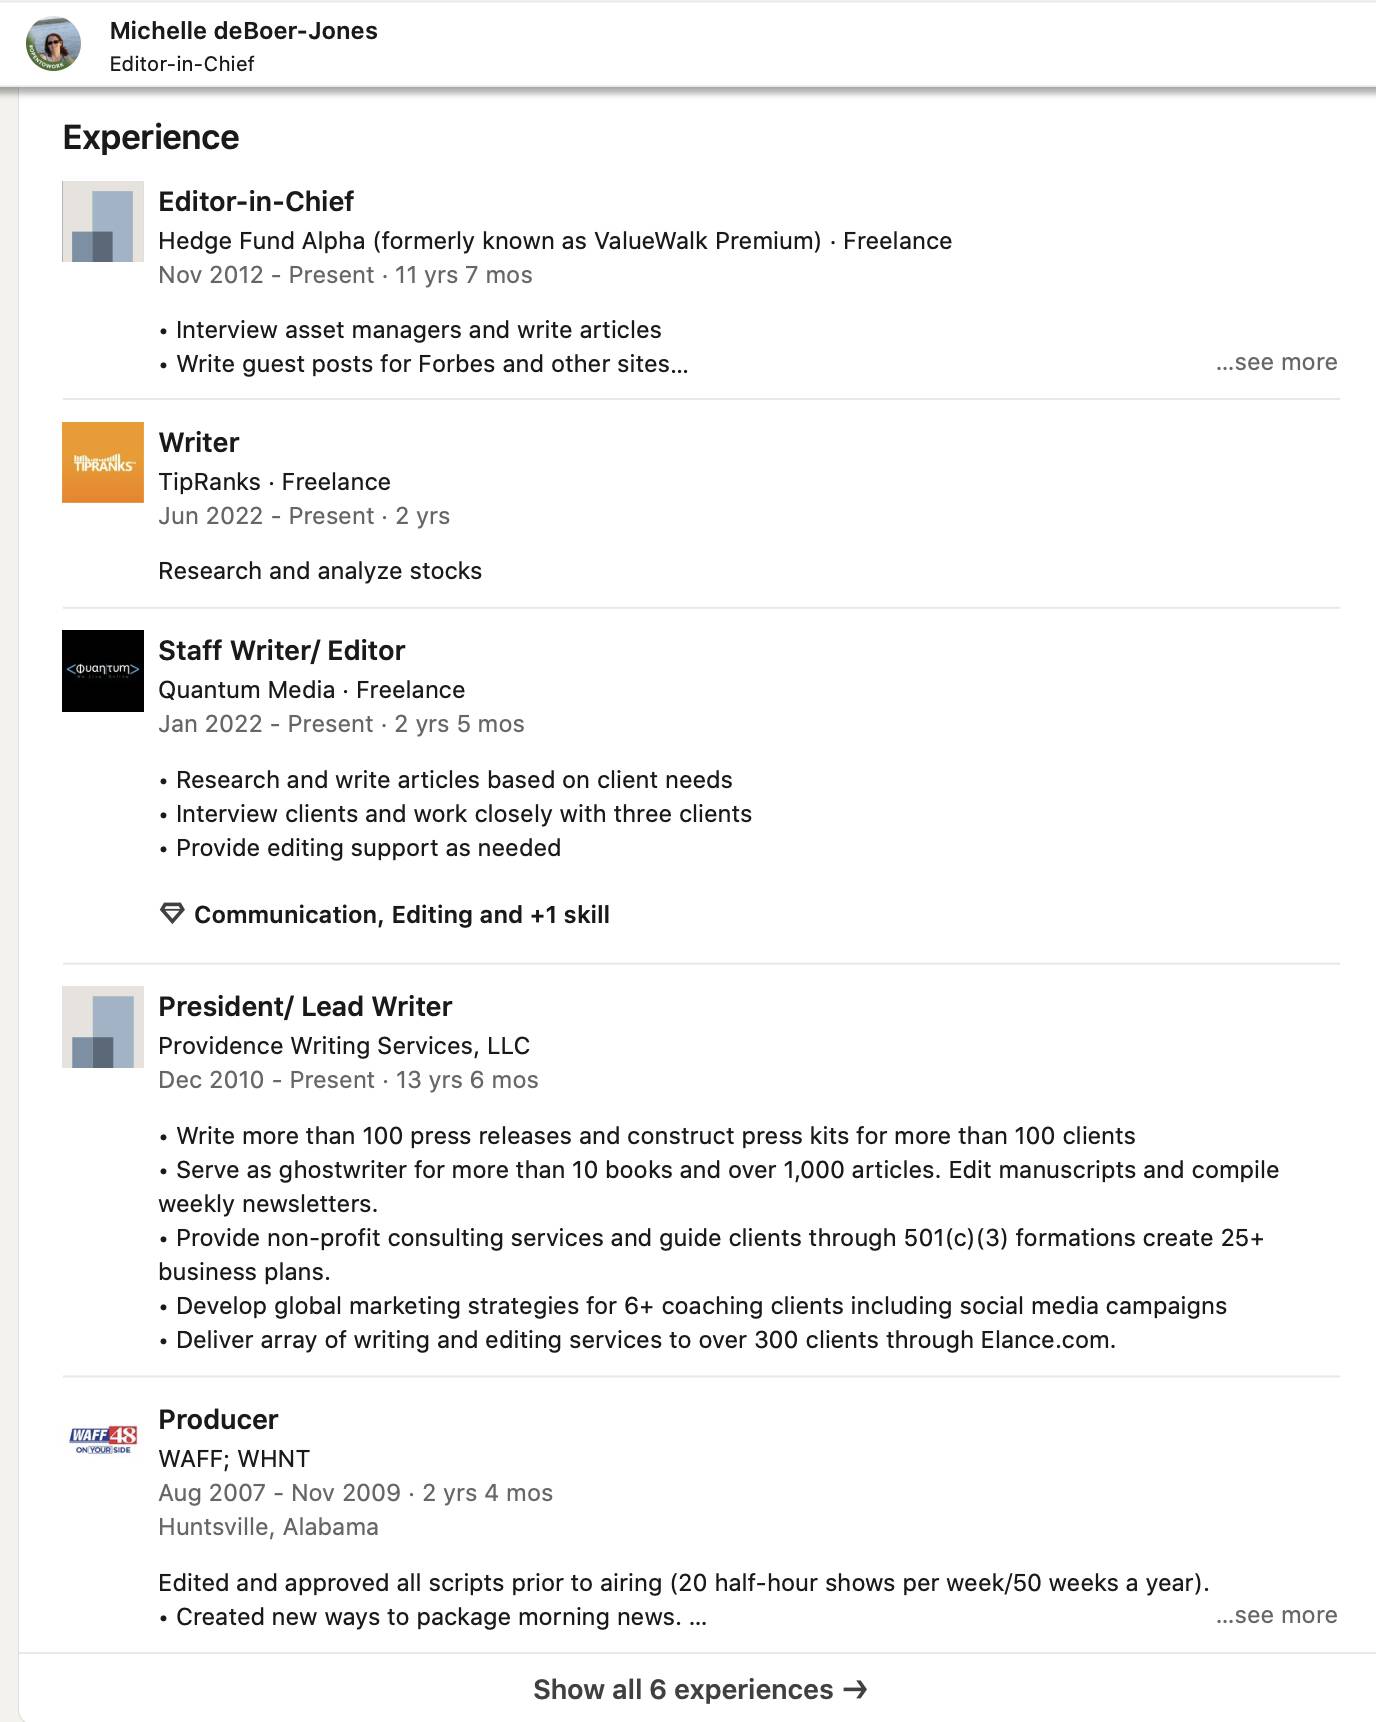 Michelle deBoer-Jones
Editor-in-Chief
#OPENTOWORK
Experience
Editor-in-Chief
Hedge Fund Alpha (formerly known as ValueWalk Premium) · Freelance
Nov 2012 - Present · 11 yrs 7 mos
• Interview asset managers and write articles
• Write guest posts for Forbes and other sites...
...see more
TIPRANKS
Writer
TipRanks · Freelance
Jun 2022 - Present · 2 yrs
Research and analyze stocks
<Quantum>
Staff Writer/ Editor
Quantum Media · Freelance
Jan 2022 - Present · 2 yrs 5 mos
• Research and write articles based on client needs
• Interview clients and work closely with three clients
• Provide editing support as needed
Communication, Editing and +1 skill
President/ Lead Writer
Providence Writing Services, LLC
Dec 2010 - Present · 13 yrs 6 mos
• Write more than 100 press releases and construct press kits for more than 100 clients
• Serve as ghostwriter for more than 10 books and over 1,000 articles. Edit manuscripts and compile
weekly newsletters.
• Provide non-profit consulting services and guide clients through 501(c)(3) formations create 25+
business plans.
• Develop global marketing strategies for 6+ coaching clients including social media campaigns
• Deliver array of writing and editing services to over 300 clients through Elance.com.
WAFF 48
ON YOUR SIDE
Producer
WAFF; WHNT
Aug 2007 - Nov 2009 · 2 yrs 4 mos
Huntsville, Alabama
Edited and approved all scripts prior to airing (20 half-hour shows per week/50 weeks a year).
• Created new ways to package morning news. ...
...see more
Show all 6 experiences →